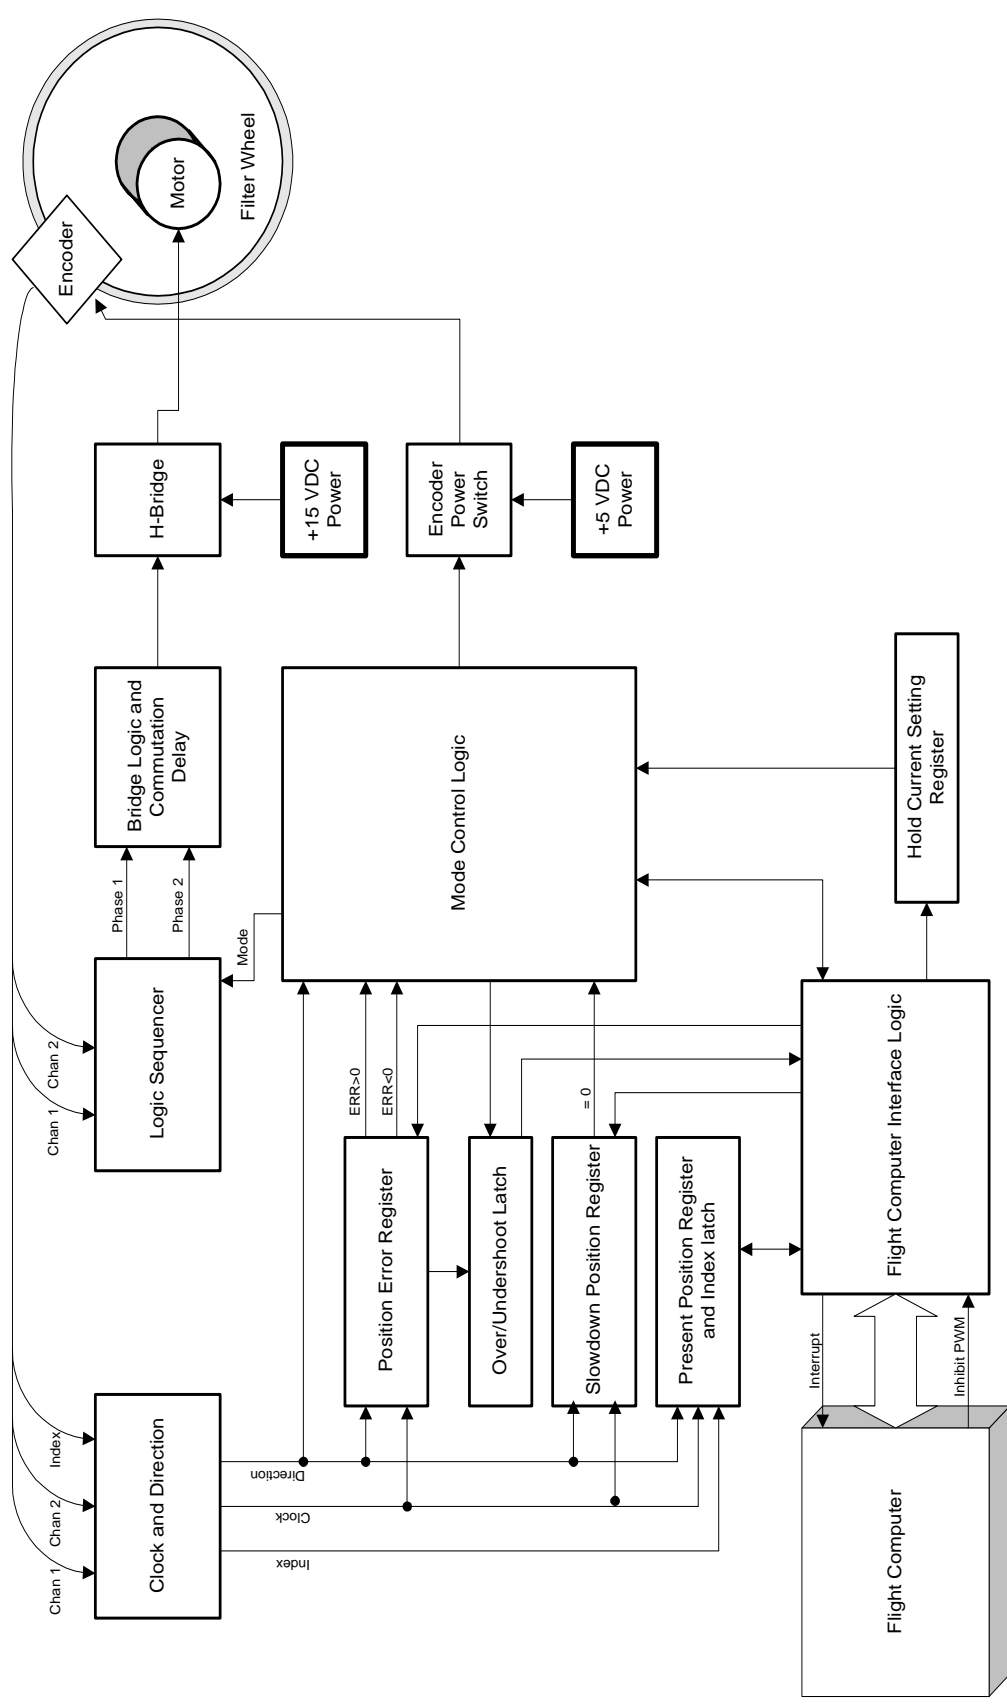 Encoder
Motor
Filter Wheel
H-Bridge
+15 VDC
Power
Encoder
Power
Switch
+5 VDC
Power
Bridge Logic and
Commutation
Delay
Phase 1
Phase 2
Mode
Mode Control Logic
Hold Current Setting
Register
Chan 2
Chan 1
Logic Sequencer
ERR>0
ERR<0
= 0
Position Error Register
Over/Undershoot Latch
Slowdown Position Register
Present Position Register
and Index latch
Flight Computer Interface Logic
Index
Chan 2
Chan 1
Clock and Direction
Direction
Clock
Index
Interrupt
Inhibit PWM
Flight Computer